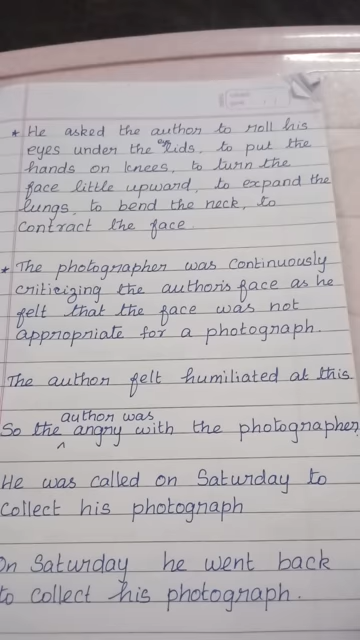 * He asked the author to roll his
eyes under the lids, to put the
hands on knees, to turn the
face little upward, to expand the
lungs, to bend the neck, to
contract the face.
* The photographer was continuously
criticizing the author's face as he
felt that the face was not
appropriate for a photograph.
The author felt humiliated at this.
So the ^ author was angry with the photographer,
He was called on Saturday to
collect his photograph
On Saturday he went back
to collect his photograph.